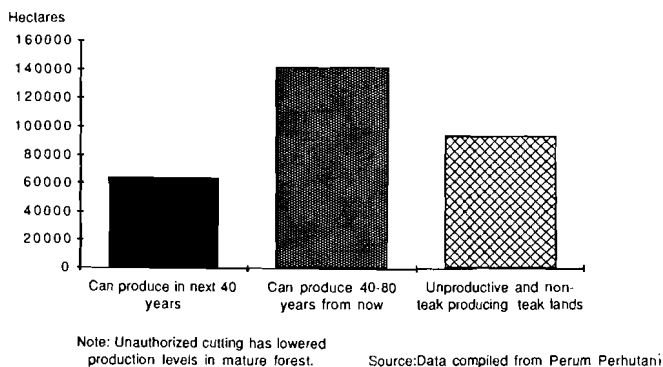 Hectares
160000
140000
120000
100000
80000
60000
40000
20000
0
Can produce in next 40
years
Can produce 40-80
years from now
Unproductive and non-
teak producing teak lands
Note: Unauthorized cutting has lowered
production levels in mature forest.
Source:Data compiled from Perum Perhutani